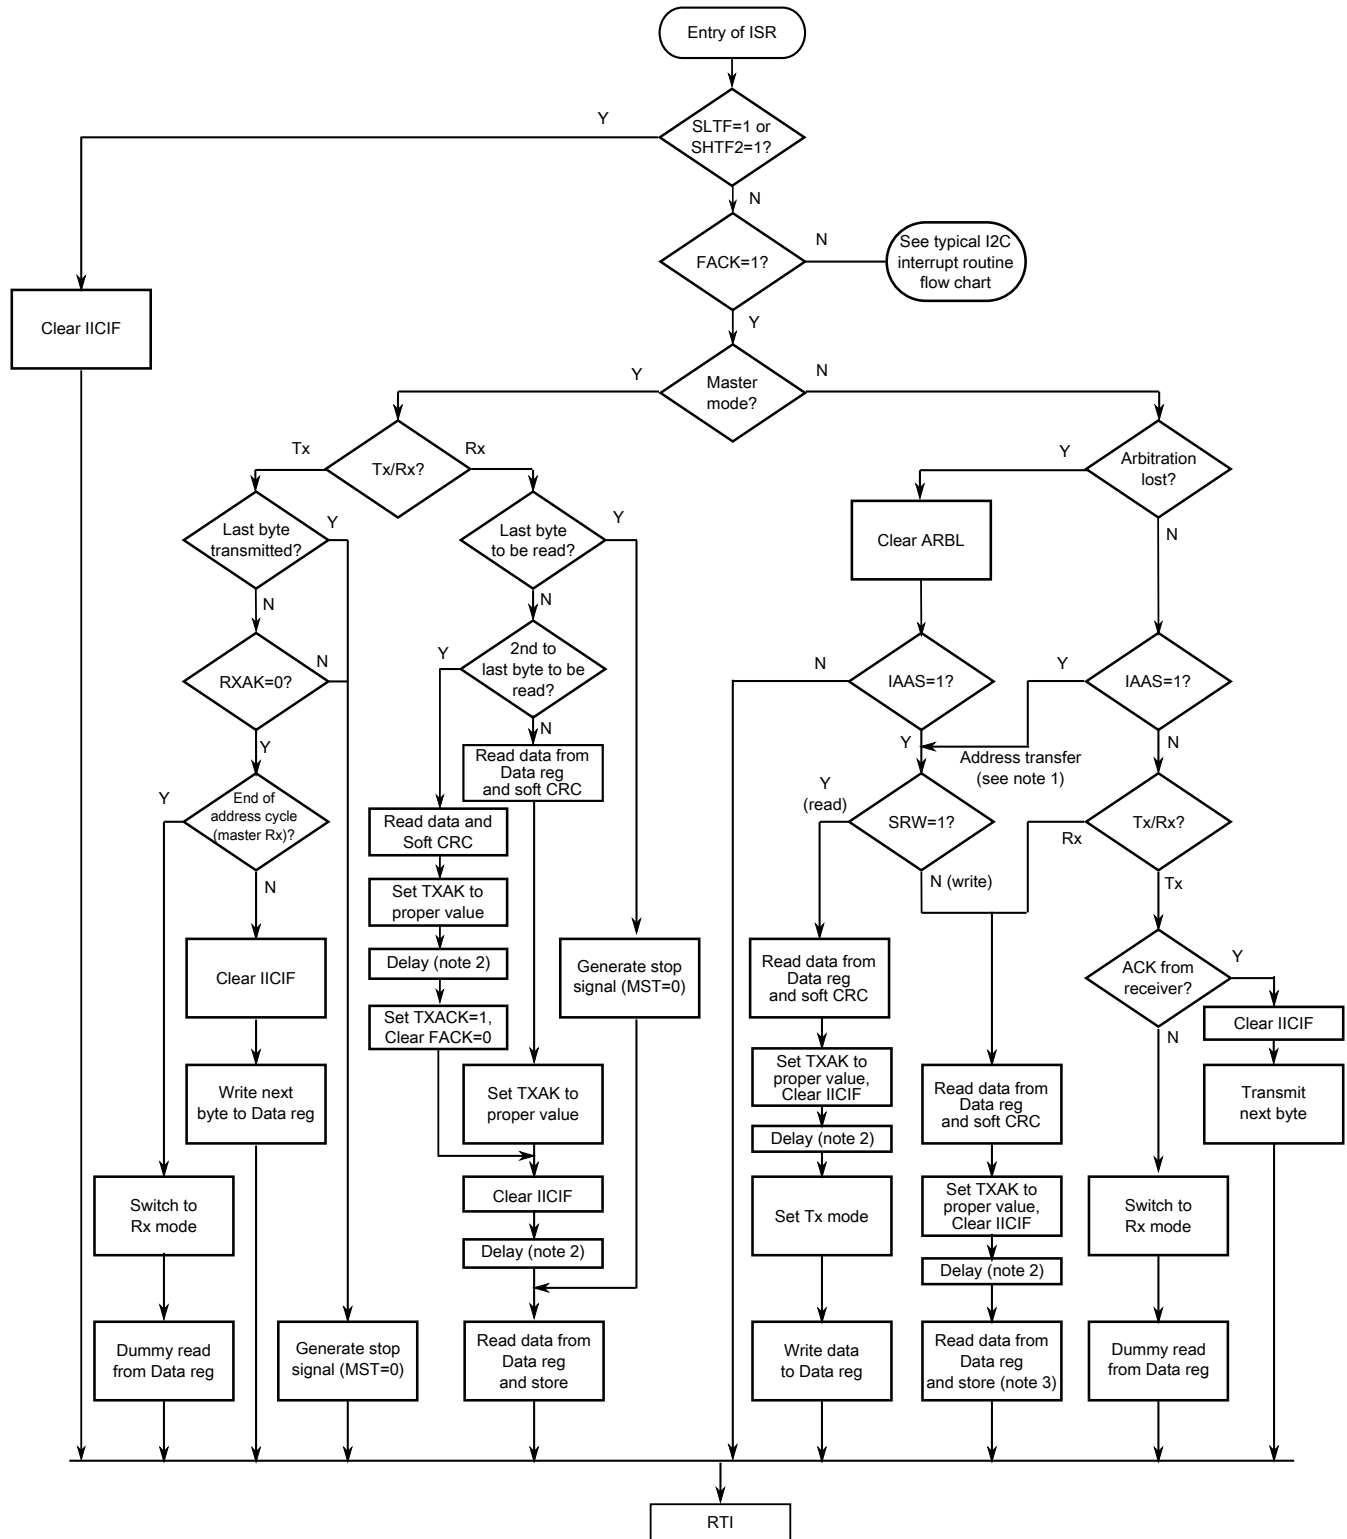 Entry of ISR
Y
SLTF=1 or
SHTF2=1?
N
FACK=1?
N
See typical I2C
interrupt routine
flow chart
Clear IICIF
Y
Y
Master
mode?
N
Tx
Tx/Rx?
Rx
Y
Arbitration
lost?
Last byte
transmitted?
Y
Last byte
to be read?
Y
Clear ARBL
N
N
N
RXAK=0?
N
Y
2nd to
last byte to be
read?
N
IAAS=1?
Y
IAAS=1?
Y
N
Y
N
Read data from
Data reg
and soft CRC
Address transfer
(see note 1)
Y
End of
address cycle
(master Rx)?
Read data and
Soft CRC
Y
(read)
SRW=1?
Rx
Tx/Rx?
N
N (write)
Tx
Set TXAK to
proper value
Clear IICIF
Delay (note 2)
Generate stop
signal (MST=0)
Read data from
Data reg
and soft CRC
ACK from
receiver?
Y
Set TXACK=1,
Clear FACK=0
N
Clear IICIF
Write next
byte to Data reg
Set TXAK to
proper value
Set TXAK to
proper value,
Clear IICIF
Read data from
Data reg
and soft CRC
Transmit
next byte
Delay (note 2)
Switch to
Rx mode
Clear IICIF
Set Tx mode
Set TXAK to
proper value,
Clear IICIF
Switch to
Rx mode
Delay (note 2)
Delay (note 2)
Dummy read
from Data reg
Generate stop
signal (MST=0)
Read data from
Data reg
and store
Write data
to Data reg
Read data from
Data reg
and store (note 3)
Dummy read
from Data reg
RTI